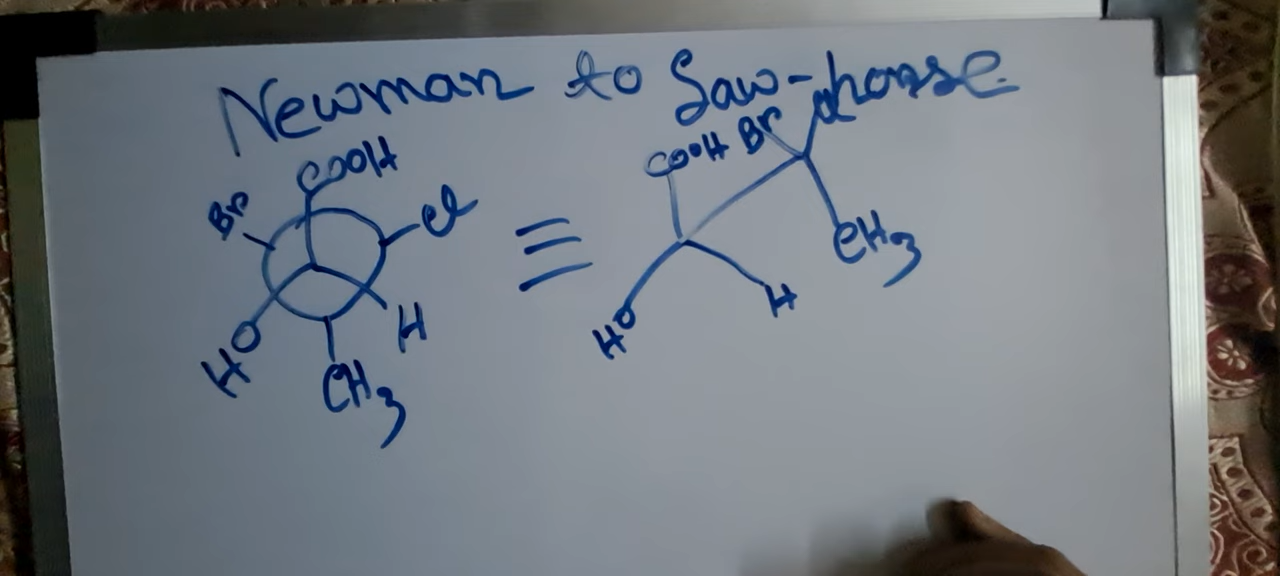 Newman to Saw-horse
COOH
Br
Cl
HO
H
CH3
≡
COOH
Br
Cl
CH3
HO
H